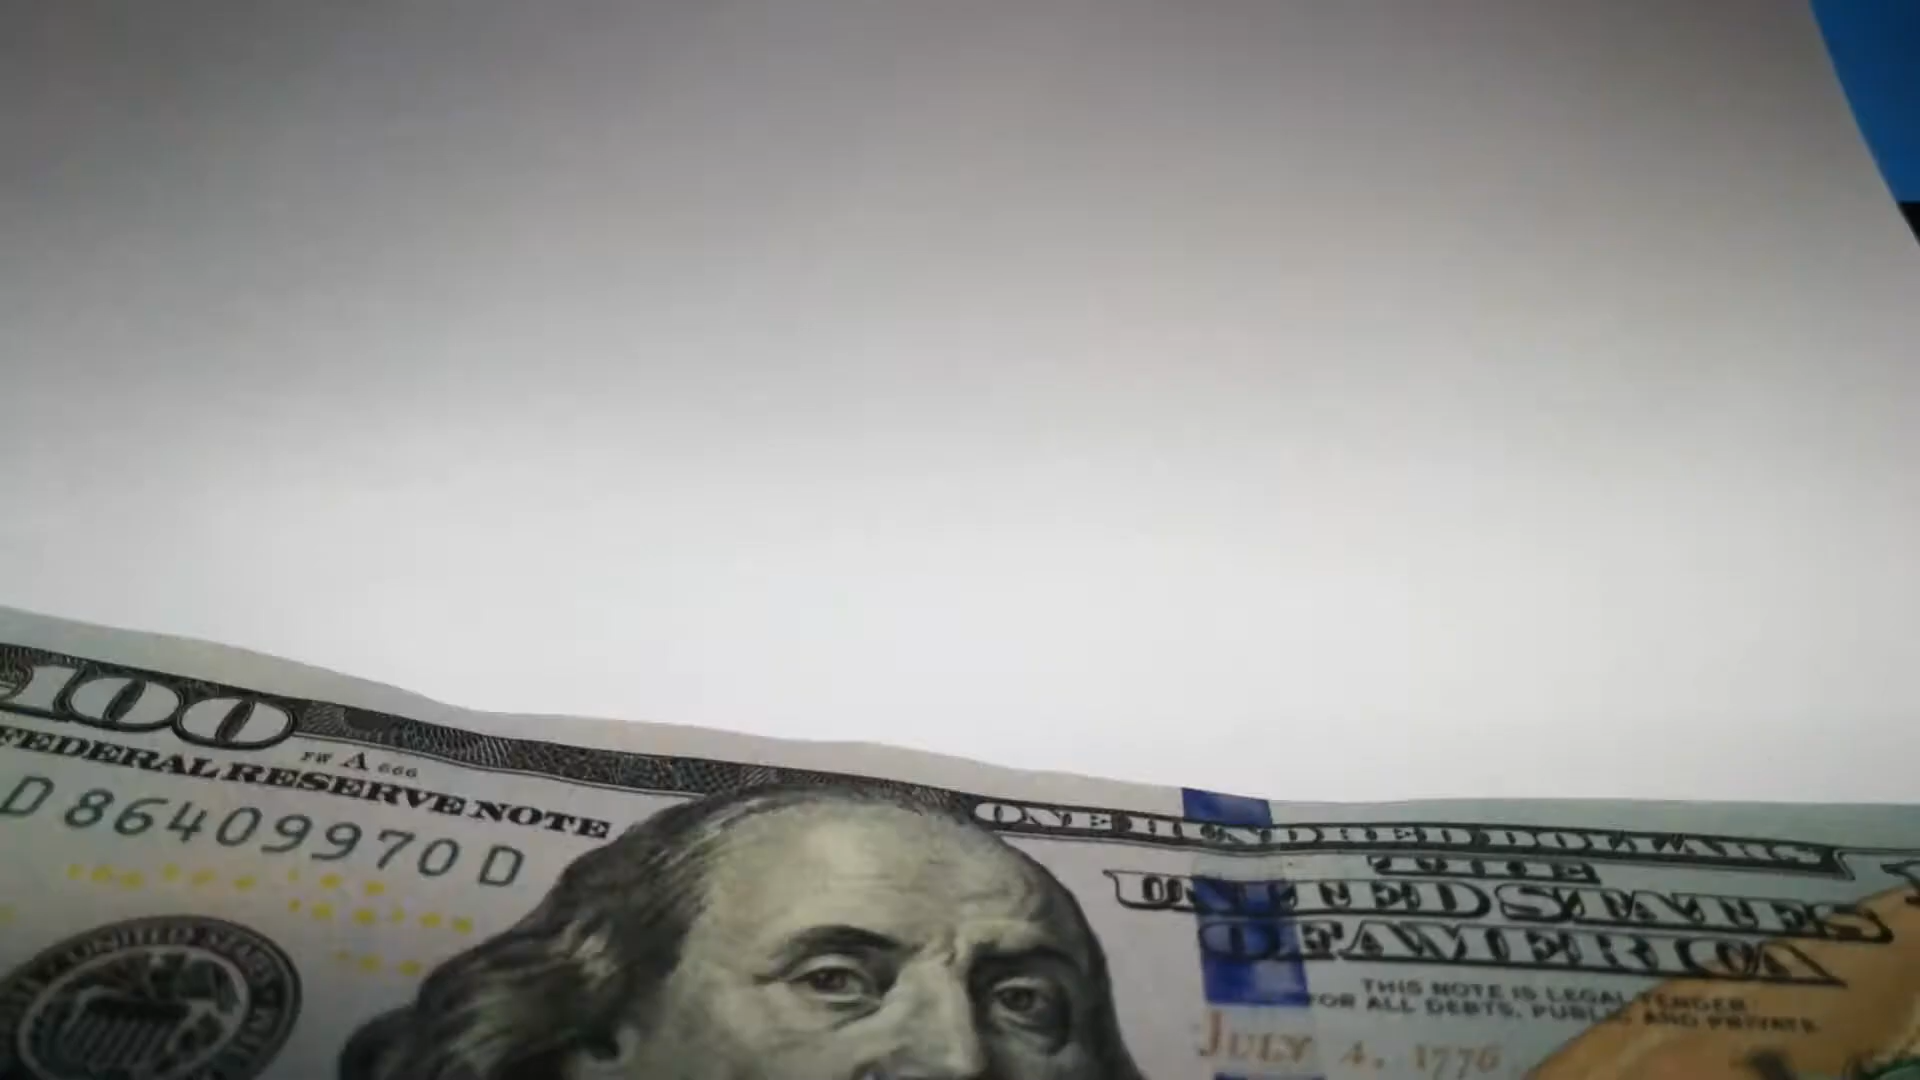 100
FW A 666
FEDERAL RESERVE NOTE
D 86409970 D
ONE HUNDRED DOLLARS
THE
UNITED STATES
OF AMERICA
THIS NOTE IS LEGAL TENDER
FOR ALL DEBTS, PUBLIC AND PRIVATE
JULY 4, 1776